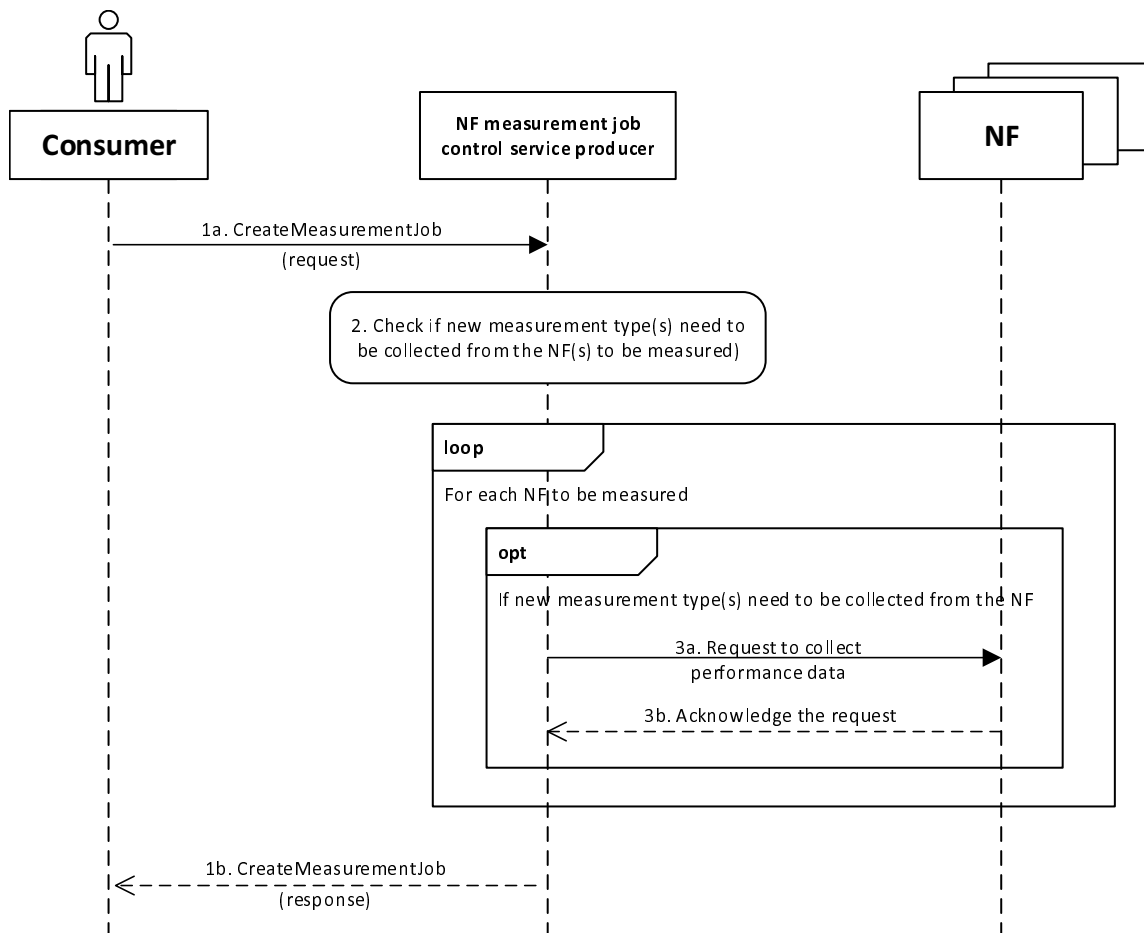 Consumer
NF measurement job
control service producer
NF
1a. CreateMeasurementJob
(request)
2. Check if new measurement type(s) need to
be collected from the NF(s) to be measured)
loop
For each NF to be measured
opt
If new measurement type(s) need to be collected from the NF
3a. Request to collect
performance data
3b. Acknowledge the request
1b. CreateMeasurementJob
(response)